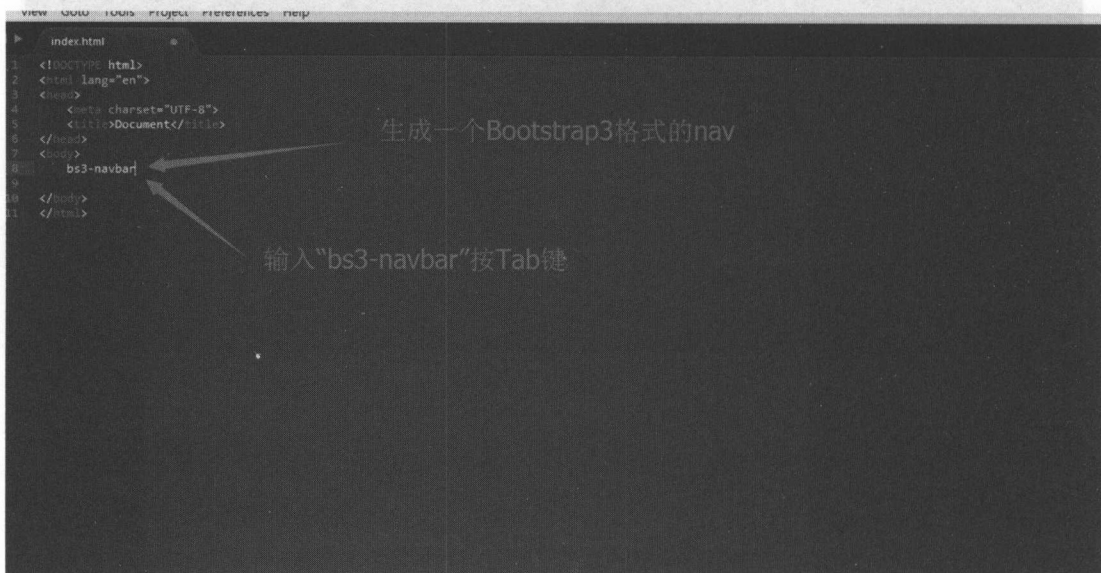 View Goto Tools Project Preferences Help
index.html
1 <!DOCTYPE html>
2 <html lang="en">
3 <head>
4 <meta charset="UTF-8">
5 <title>Document</title>
6 </head>
7 <body>
8 bs3-navbar
9
10 </body>
11 </html>
生成一个Bootstrap3格式的nav
输入“bs3-navbar”按Tab键